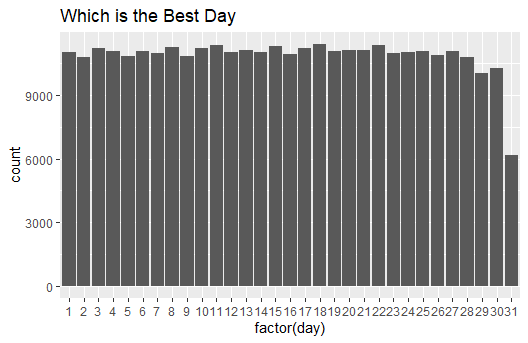 Which is the Best Day
count
9000
6000
3000
0
1 2 3 4 5 6 7 8 9 10 11 12 13 14 15 16 17 18 19 20 21 22 23 24 25 26 27 28 29 30 31
factor(day)